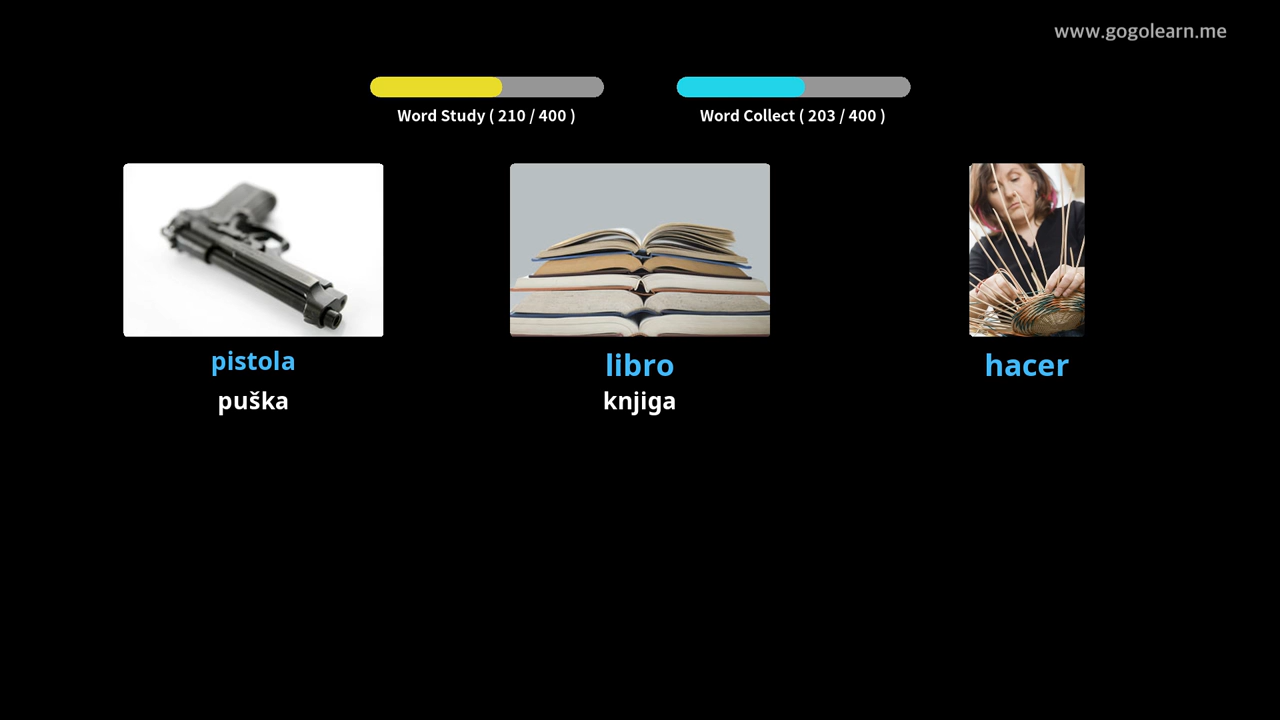 www.gogolearn.me
Word Study ( 210 / 400 )
Word Collect ( 203 / 400 )
pistola
puška
libro
knjiga
hacer